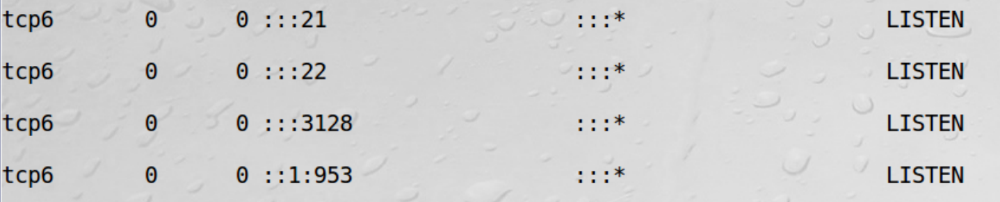 tcp6 0 0 :::21 :::* LISTEN
tcp6 0 0 :::22 :::* LISTEN
tcp6 0 0 :::3128 :::* LISTEN
tcp6 0 0 ::1:953 :::* LISTEN